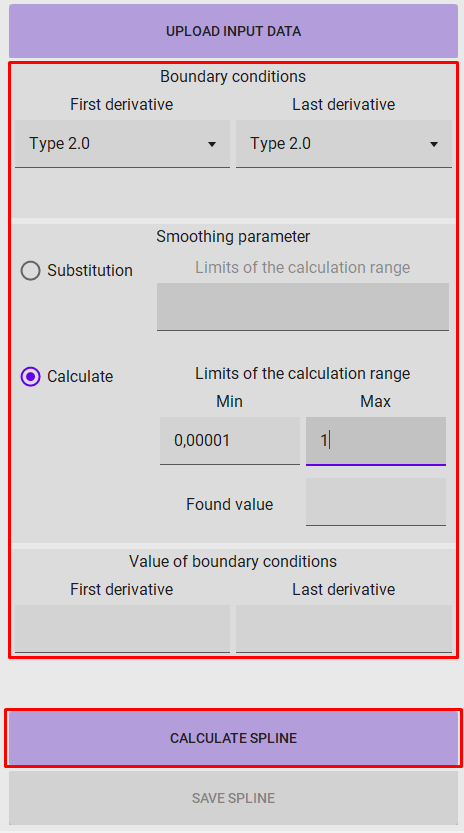 UPLOAD INPUT DATA
Boundary conditions
First derivative Last derivative
Type 2.0 Type 2.0
Smoothing parameter
Substitution Limits of the calculation range
Calculate Limits of the calculation range
Min Max
0,00001 1
Found value
Value of boundary conditions
First derivative Last derivative
CALCULATE SPLINE
SAVE SPLINE